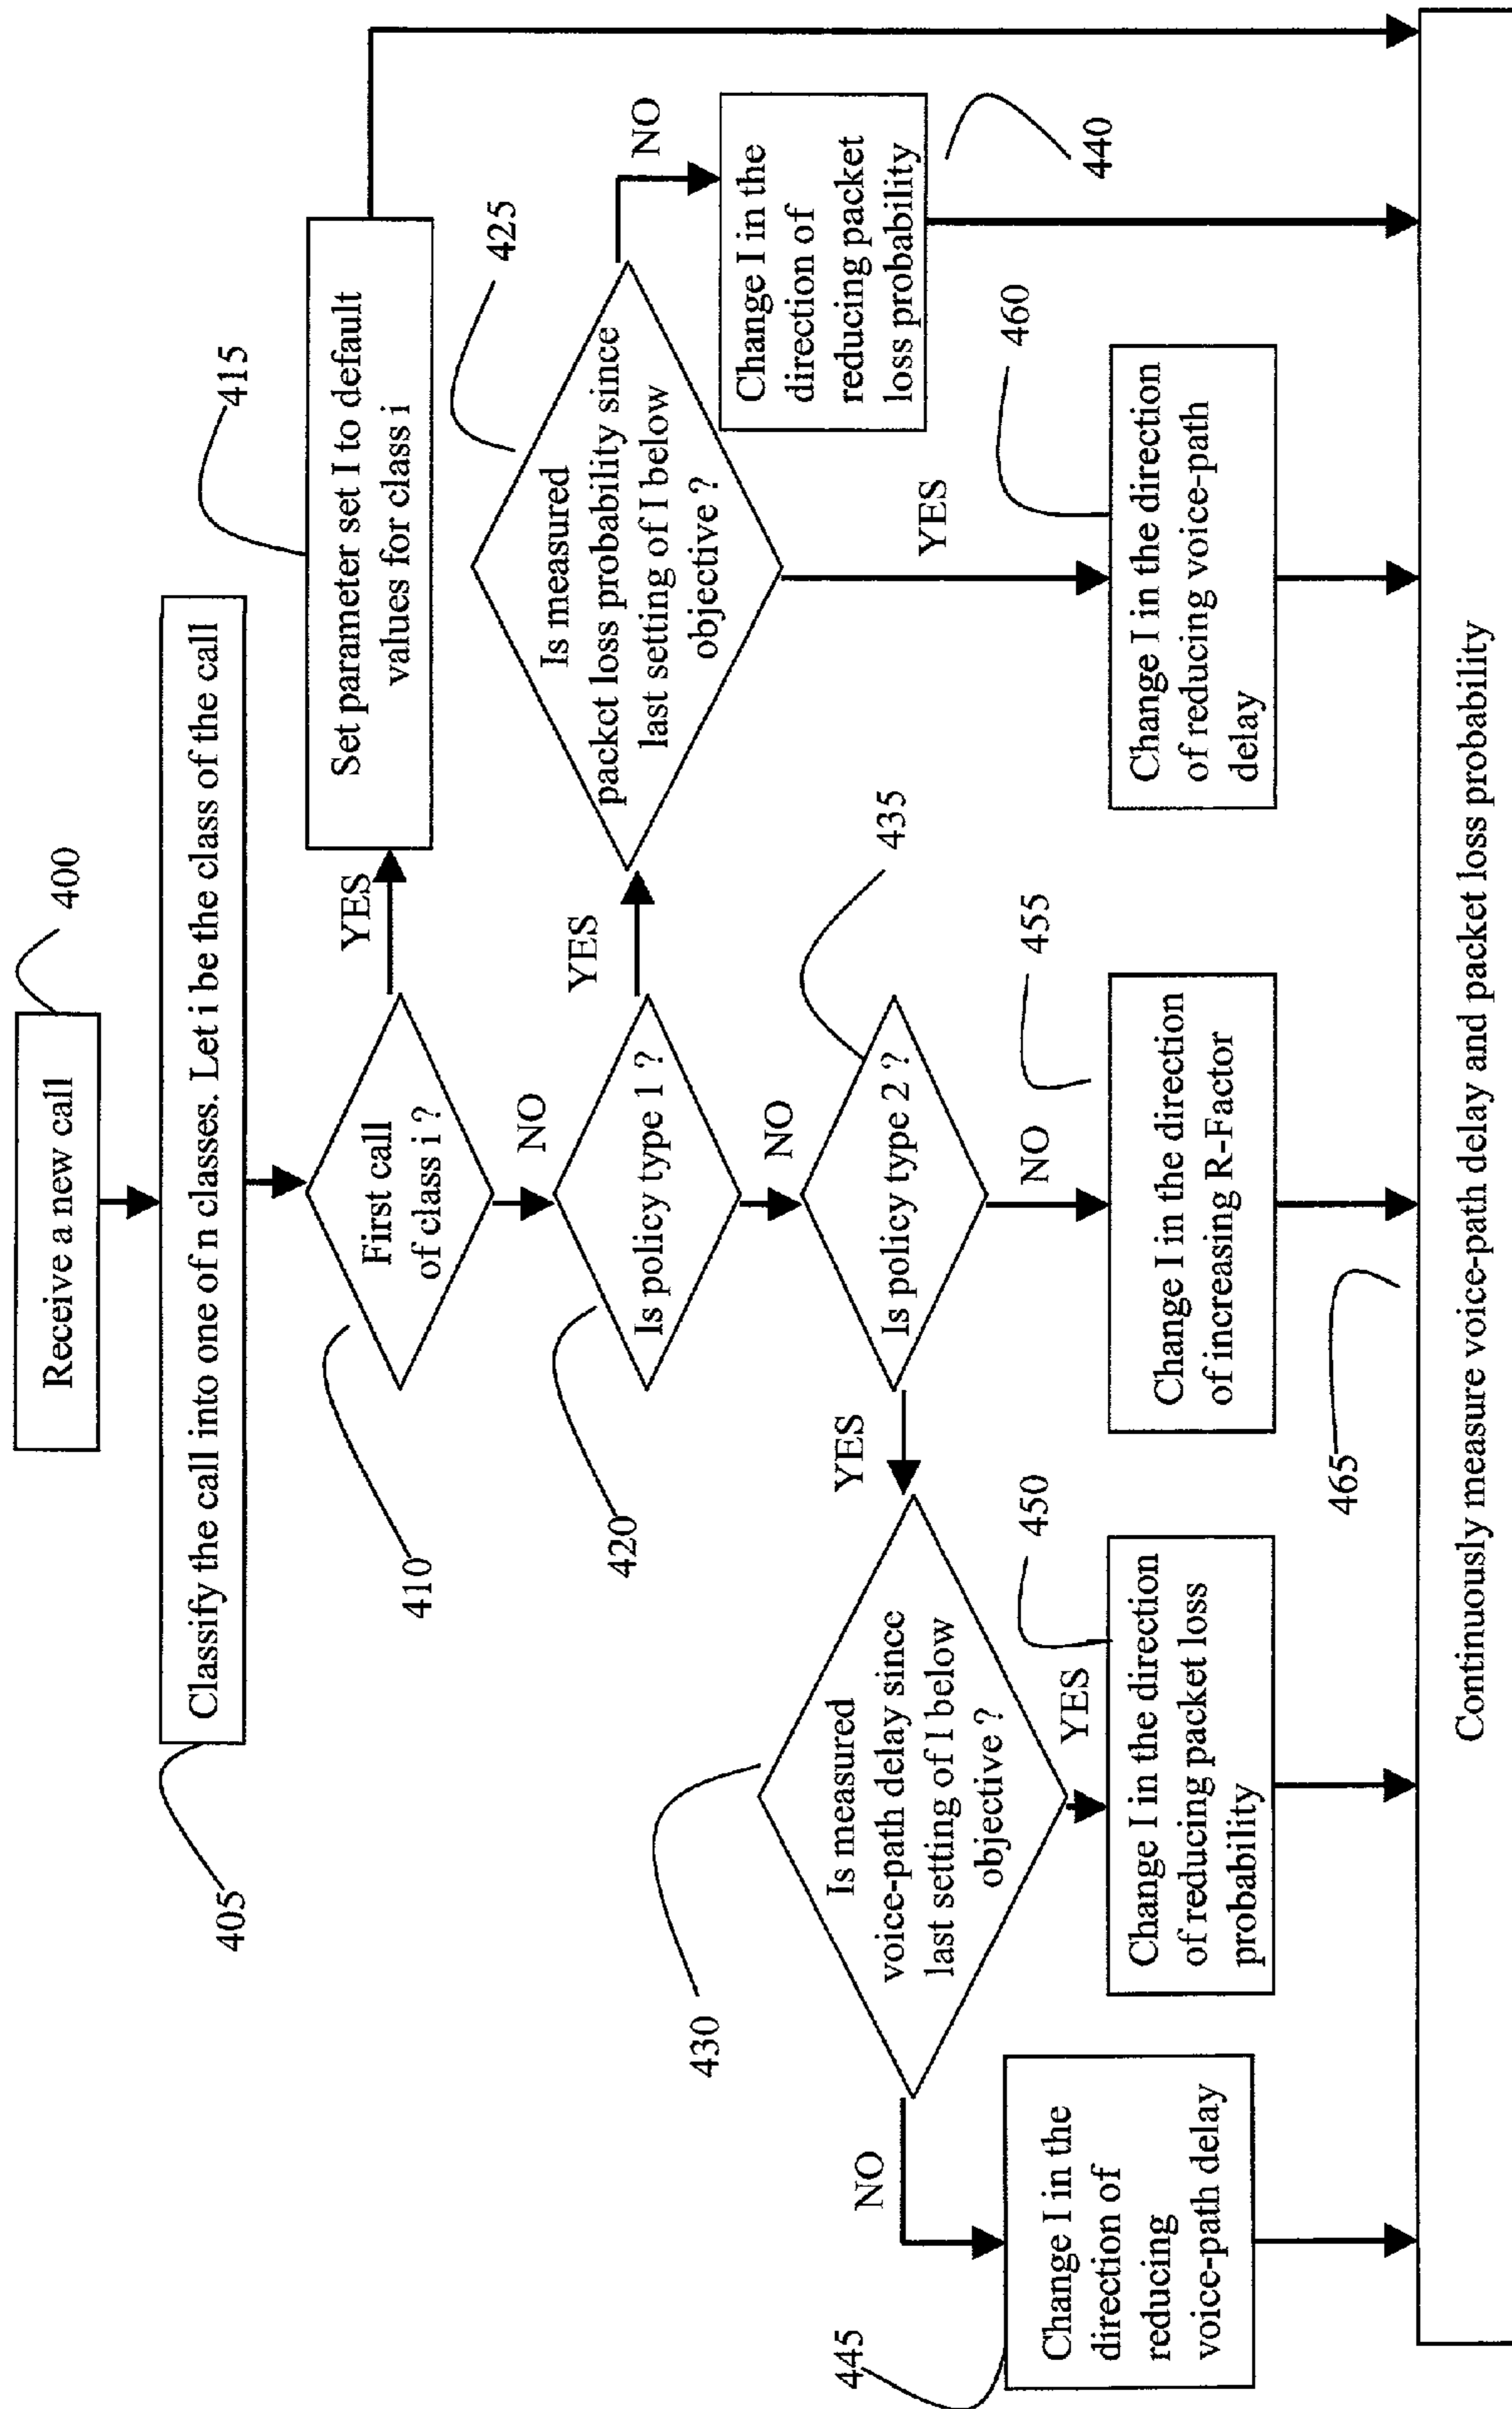 Receive a new call
400
Classify the call into one of n classes. Let i be the class of the call
405
First call
of class i ?
410
YES
Set parameter set I to default
values for class i
415
NO
Is policy type 1 ?
420
YES
Is measured
packet loss probability since
last setting of I below
objective ?
425
NO
Change I in the
direction of
reducing packet
loss probability
440
YES
Change I in the direction
of reducing voice-path
delay
460
NO
Is policy type 2 ?
435
NO
Change I in the direction
of increasing R-Factor
455
YES
Is measured
voice-path delay since
last setting of I below
objective ?
430
YES
Change I in the direction
of reducing packet loss
probability
450
NO
Change I in the
direction of
reducing
voice-path delay
445
465
Continuously measure voice-path delay and packet loss probability